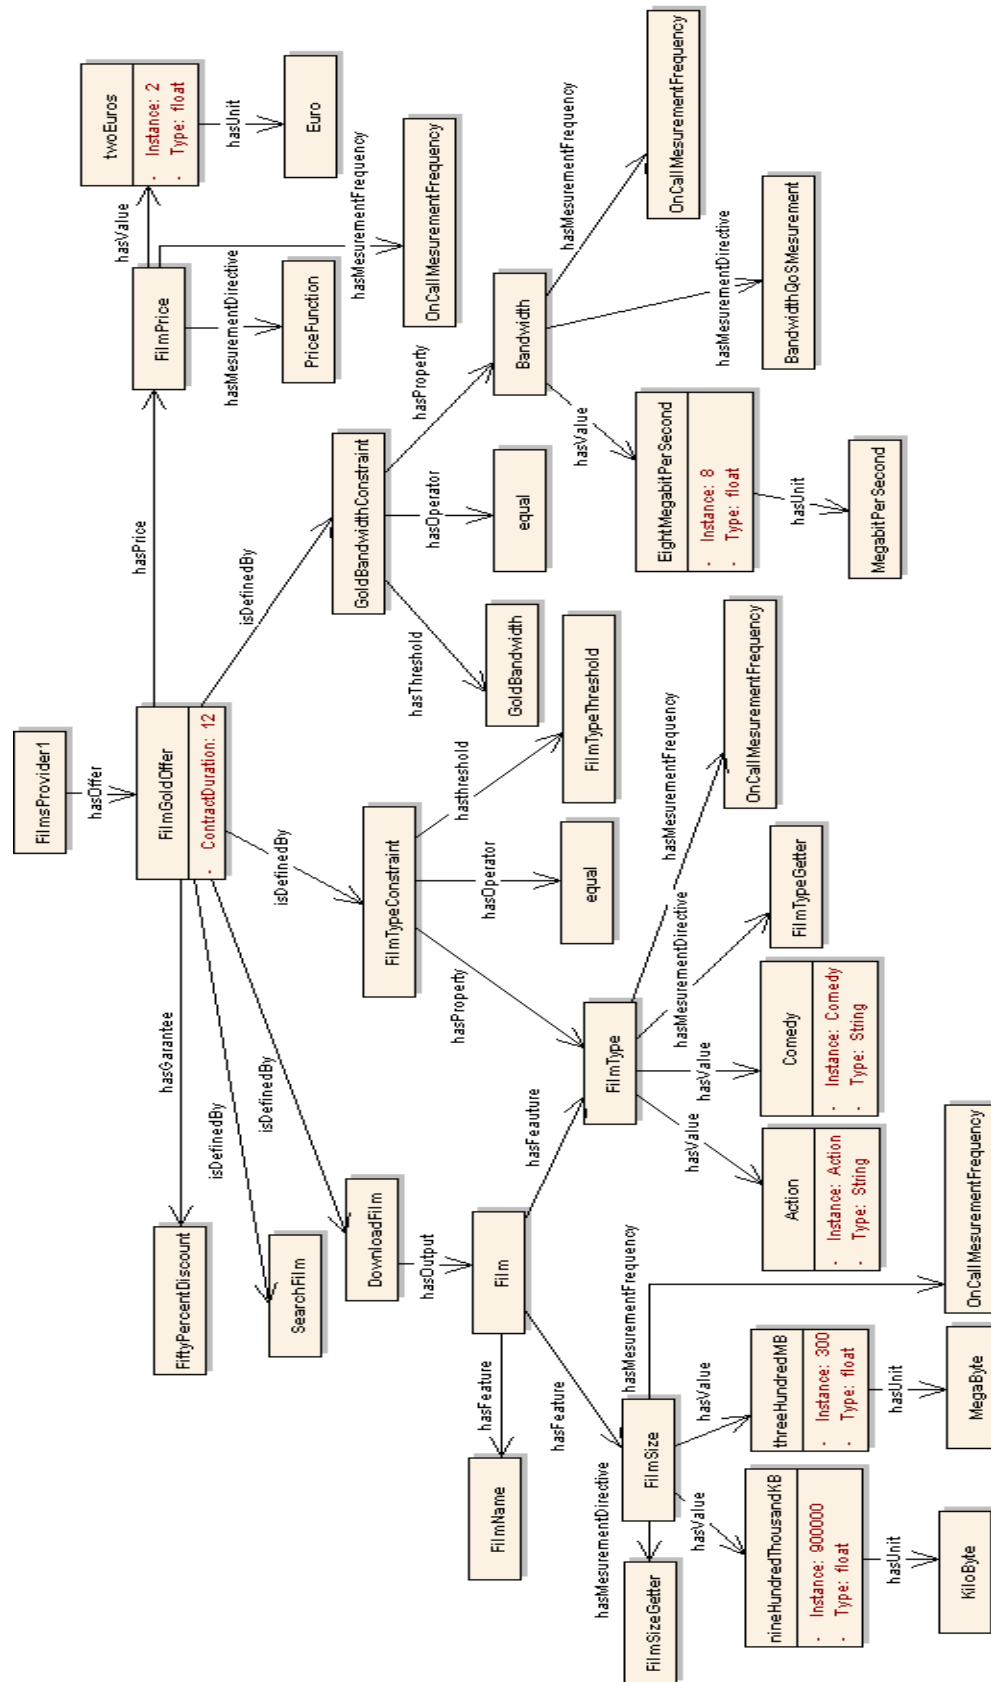 FilmsProvider1
hasOffer
FilmGoldOffer
- ContractDuration: 12
hasGarantee
isDefinedBy
isDefinedBy
isDefinedBy
isDefinedBy
hasPrice
FiftyPercentDiscount
SearchFilm
DownloadFilm
hasOutput
FilmTypeConstraint
GoldBandwidthConstraint
FilmPrice
hasValue
twoEuros
- Instance: 2
- Type: float
hasUnit
Euro
hasMesurementDirective
PriceFunction
hasMesurementFrequency
OnCallMesurementFrequency
hasThreshold
GoldBandwidth
hasOperator
equal
hasProperty
Bandwidth
hasValue
EightMegabitPerSecond
- Instance: 8
- Type: float
hasUnit
MegabitPerSecond
hasMesurementDirective
BandwidthQoSMesurement
hasMesurementFrequency
OnCallMesurementFrequency
hasProperty
hasOperator
equal
hasthreshold
FilmTypeThreshold
Film
hasFeature
FilmName
hasFeature
FilmSize
hasFeauture
FilmType
hasValue
Action
- Instance: Action
- Type: String
hasValue
Comedy
- Instance: Comedy
- Type: String
hasMesurementDirective
FilmTypeGetter
hasMesurementFrequency
OnCallMesurementFrequency
hasMesurementDirective
FilmSizeGetter
hasValue
nineHundredThousandKB
- Instance: 900000
- Type: float
hasUnit
KiloByte
hasValue
threeHundredMB
- Instance: 300
- Type: float
hasUnit
MegaByte
hasMesurementFrequency
OnCallMesurementFrequency